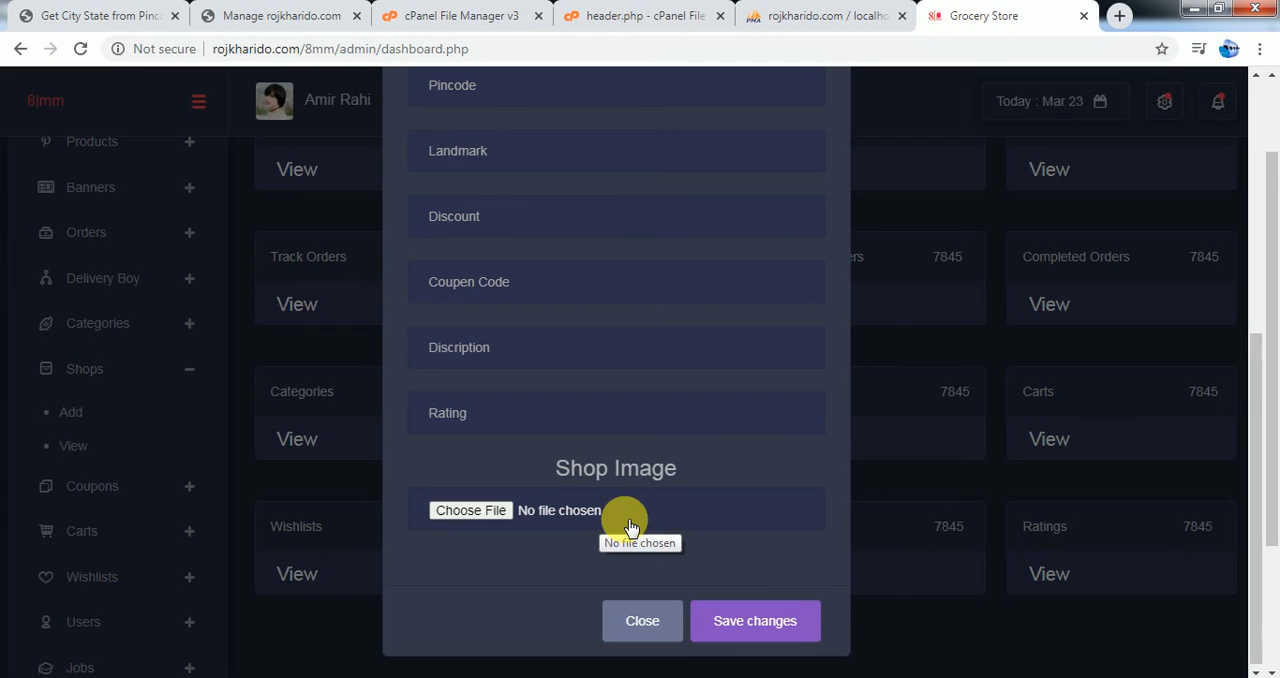 Get City State from Pinco
Manage rojkharido.com
cPanel File Manager v3
header.php - cPanel File
rojkharido.com / localho
Grocery Store
Not secure
rojkharido.com/8mm/admin/dashboard.php
8|mm
Amir Rahi
Today : Mar 23
Products
Banners
Orders
Delivery Boy
Categories
Shops
Add
View
Coupons
Carts
Wishlists
Users
Jobs
Pincode
Landmark
Discount
Coupen Code
Discription
Rating
Shop Image
Choose File No file chosen
No file chosen
Close
Save changes
View
View
Track Orders
ers 7845
Completed Orders 7845
View
View
Categories
7845
Carts 7845
View
View
Wishlists
7845
Ratings 7845
View
View